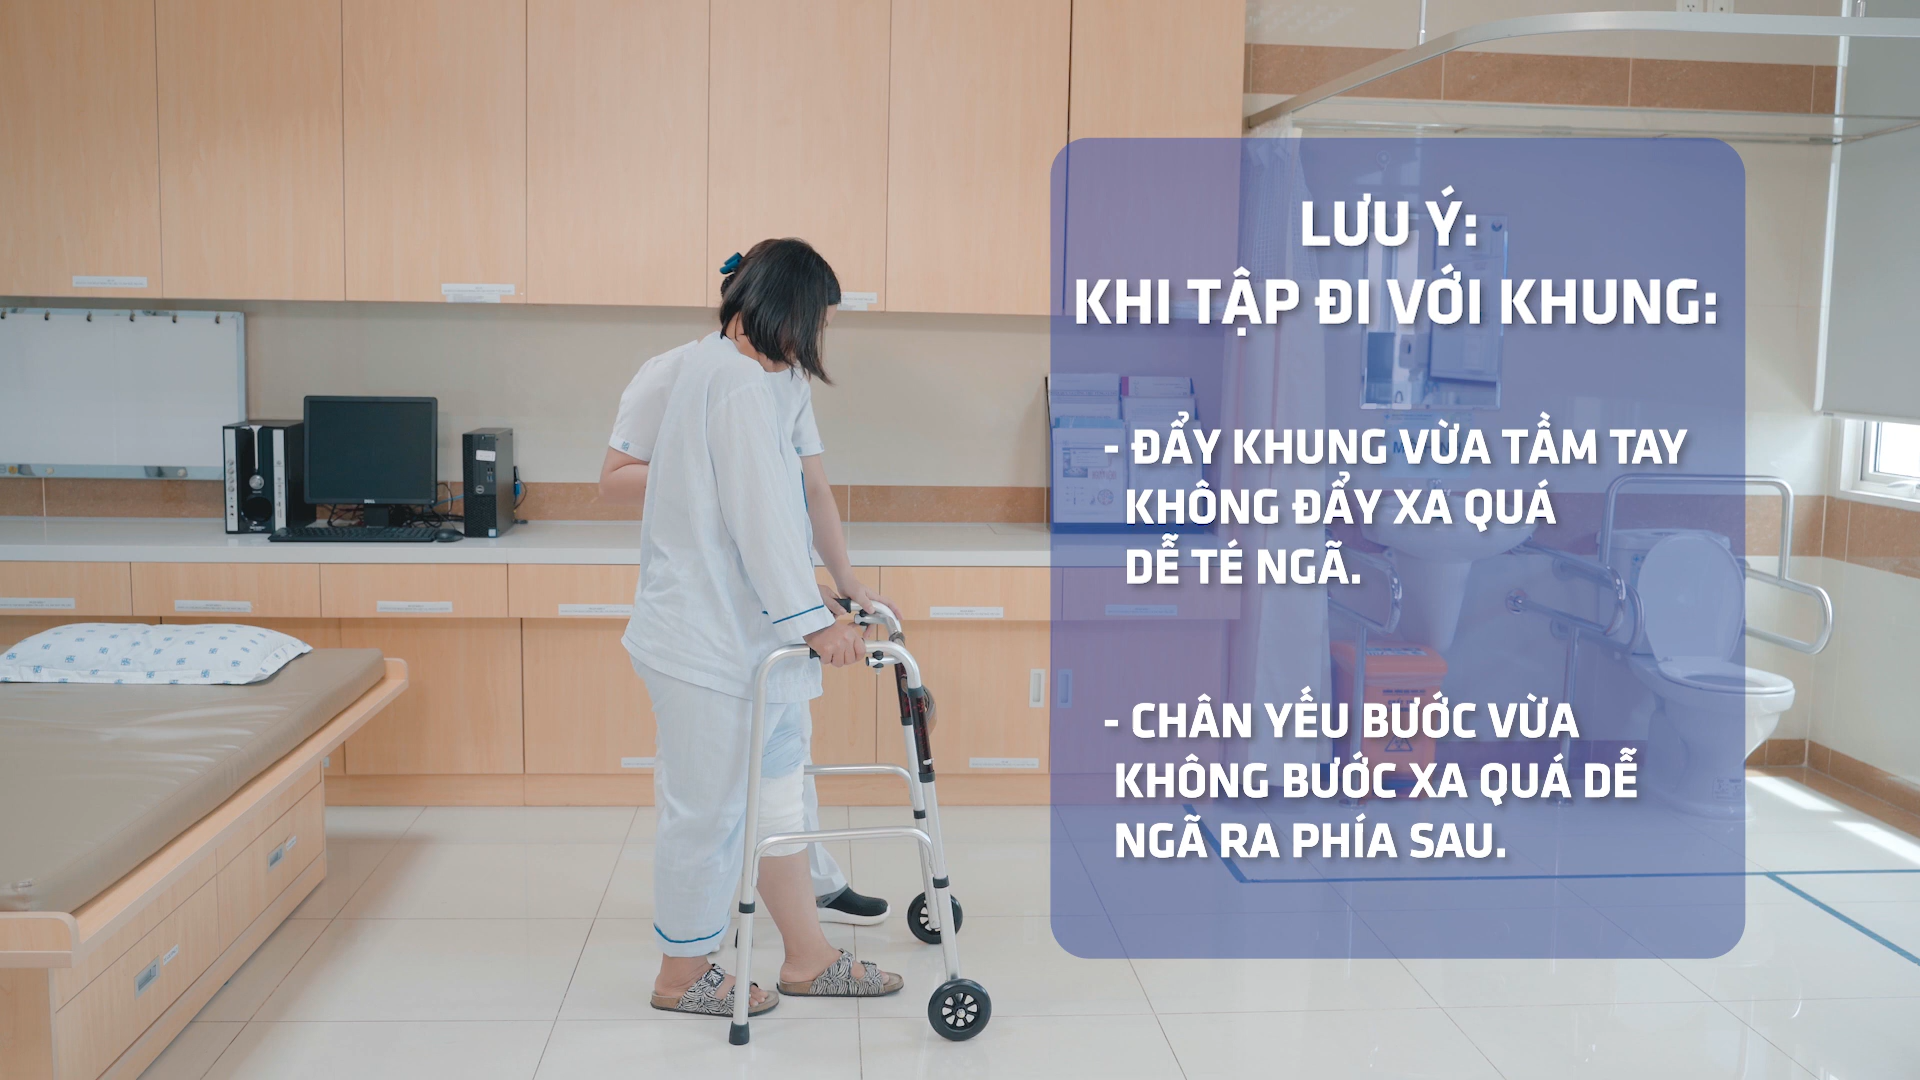 LƯU Ý:
KHI TẬP ĐI VỚI KHUNG:
- ĐẨY KHUNG VỪA TẦM TAY
KHÔNG ĐẨY XA QUÁ
DỄ TÉ NGÃ.
- CHÂN YẾU BƯỚC VỪA
KHÔNG BƯỚC XA QUÁ DỄ
NGÃ RA PHÍA SAU.